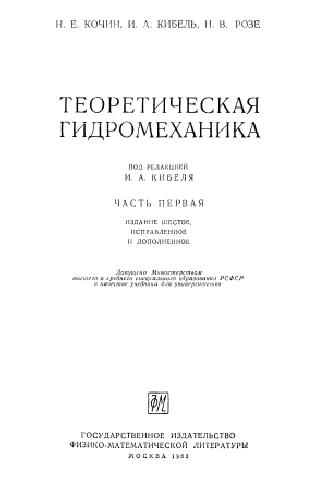 Н. Е. КОЧИН, И. А. КИБЕЛЬ, Н. В. РОЗЕ
ТЕОРЕТИЧЕСКАЯ
ГИДРОМЕХАНИКА
ПОД РЕДАКЦИЕЙ
И. А. КИБЕЛЯ
ЧАСТЬ ПЕРВАЯ
ИЗДАНИЕ ШЕСТОЕ,
ИСПРАВЛЕННОЕ
И ДОПОЛНЕННОЕ
Допущено Министерством
высшего и среднего специального образования РСФСР
в качестве учебника для университетов
ФМ
ГОСУДАРСТВЕННОЕ ИЗДАТЕЛЬСТВО
ФИЗИКО-МАТЕМАТИЧЕСКОЙ ЛИТЕРАТУРЫ
МОСКВА 1963